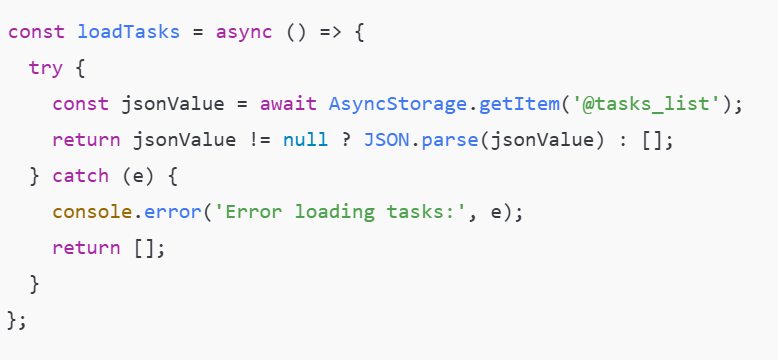 const loadTasks = async () => {
  try {
    const jsonValue = await AsyncStorage.getItem('@tasks_list');
    return jsonValue != null ? JSON.parse(jsonValue) : [];
  } catch (e) {
    console.error('Error loading tasks:', e);
    return [];
  }
};